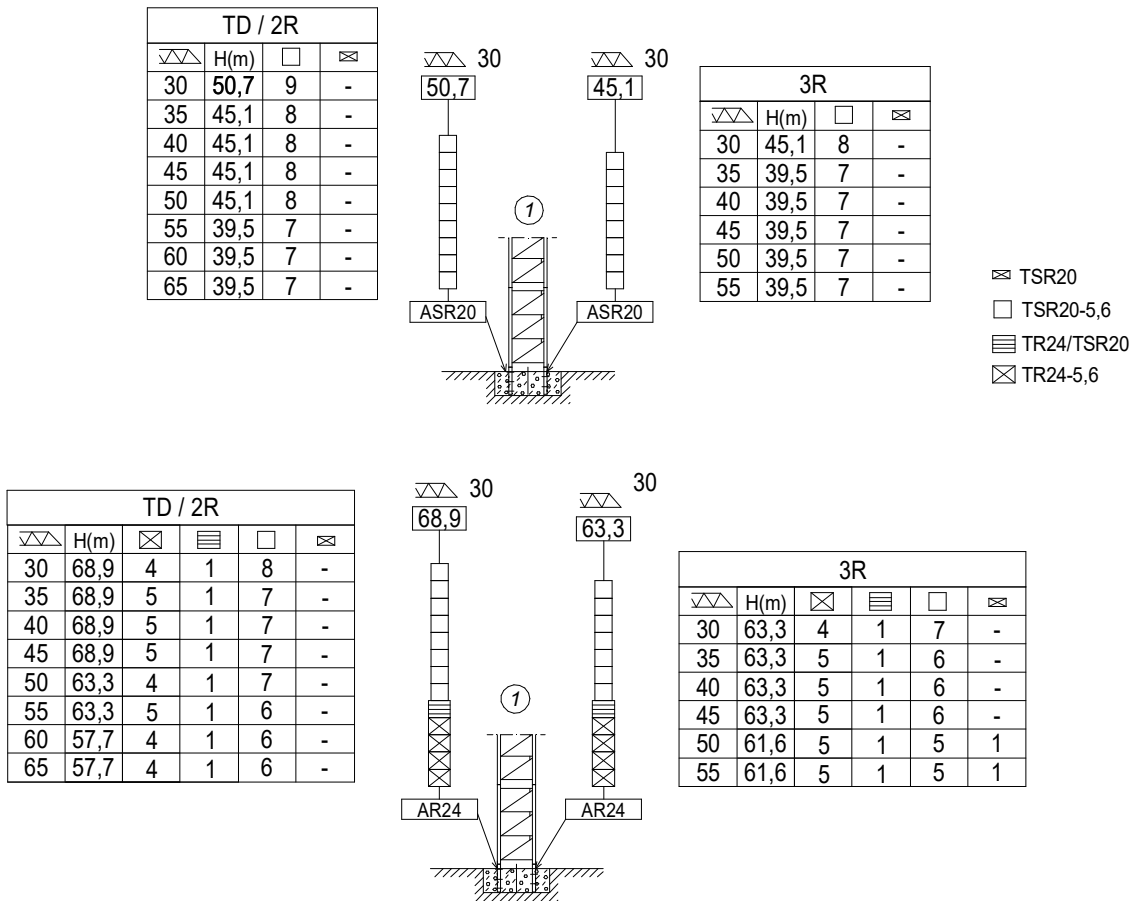 TD / 2R
H(m)
30 50,7 9 -
35 45,1 8 -
40 45,1 8 -
45 45,1 8 -
50 45,1 8 -
55 39,5 7 -
60 39,5 7 -
65 39,5 7 -
30
50,7
30
45,1
1
ASR20
ASR20
3R
H(m)
30 45,1 8 -
35 39,5 7 -
40 39,5 7 -
45 39,5 7 -
50 39,5 7 -
55 39,5 7 -
TSR20
TSR20-5,6
TR24/TSR20
TR24-5,6
TD / 2R
H(m)
30 68,9 4 1 8 -
35 68,9 5 1 7 -
40 68,9 5 1 7 -
45 68,9 5 1 7 -
50 63,3 4 1 7 -
55 63,3 5 1 6 -
60 57,7 4 1 6 -
65 57,7 4 1 6 -
30
68,9
30
63,3
1
AR24
AR24
3R
H(m)
30 63,3 4 1 7 -
35 63,3 5 1 6 -
40 63,3 5 1 6 -
45 63,3 5 1 6 -
50 61,6 5 1 5 1
55 61,6 5 1 5 1